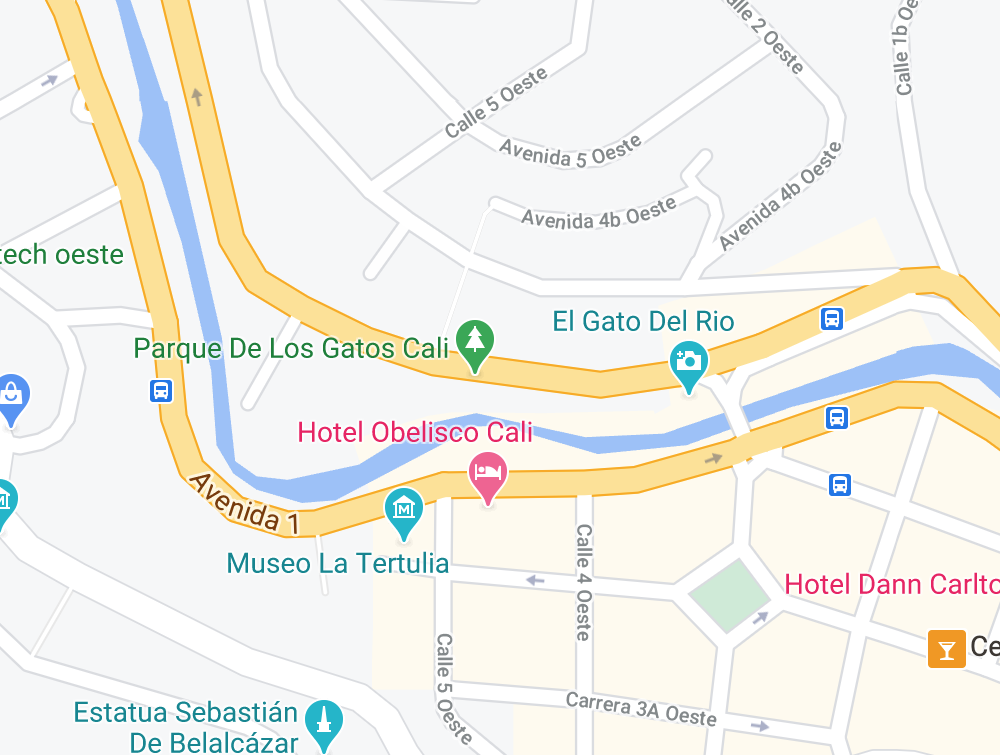 Calle 2 Oeste
Calle 1b Oe
Calle 5 Oeste
Avenida 5 Oeste
Avenida 4b Oeste
Avenida 4b Oeste
tech oeste
El Gato Del Rio
Parque De Los Gatos Cali
Hotel Obelisco Cali
Avenida 1
Museo La Tertulia
M
M
Calle 4 Oeste
Hotel Dann Carlto
Ce
Calle 5 Oeste
Carrera 3A Oeste
Estatua Sebastián
De Belalcázar